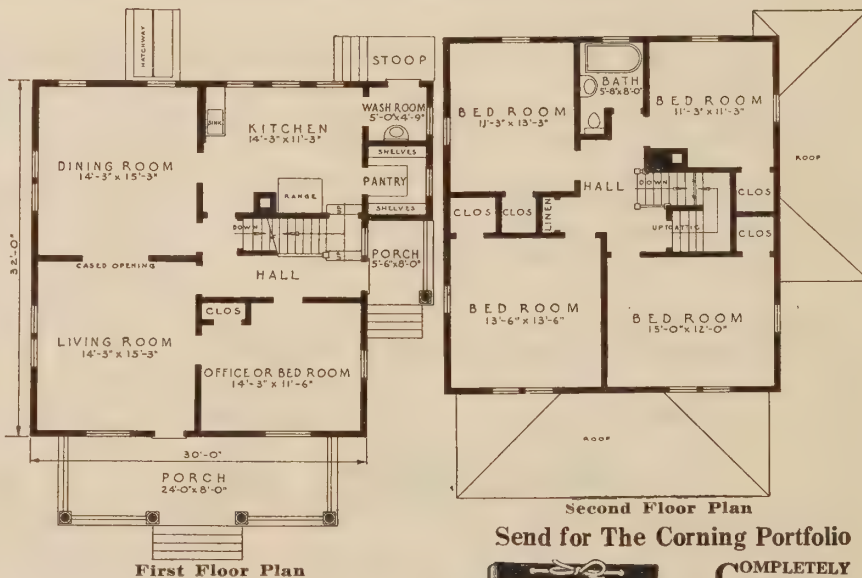 HATCHWAY
STOOP
WASH ROOM
5'-0"x4'-9"
KITCHEN
14'-3" x 11'-3"
SINK
SHELVES
PANTRY
SHELVES
DINING ROOM
14'-3" x 15'-3"
RANGE
DOWN
UP
UP
32'-0"
CASED OPENING
HALL
PORCH
5'-6"x8'-0"
CLOS
LIVING ROOM
14'-3" x 15'-3"
OFFICE OR BED ROOM
14'-3" x 11'-6"
30'-0"
PORCH
24'-0"x8'-0"
First Floor Plan
BED ROOM
11'-3" x 13'-3"
BATH
5'-8"x8'-0"
BED ROOM
11'-3" x 11'-3"
ROOF
HALL
DOWN
CLOS
CLOS
LINEN
CLOS
UP ATTIC
CLOS
BED ROOM
13'-6" x 13'-6"
BED ROOM
15'-0" x 12'-0"
ROOF
Second Floor Plan
Send for The Corning Portfolio
COMPLETELY